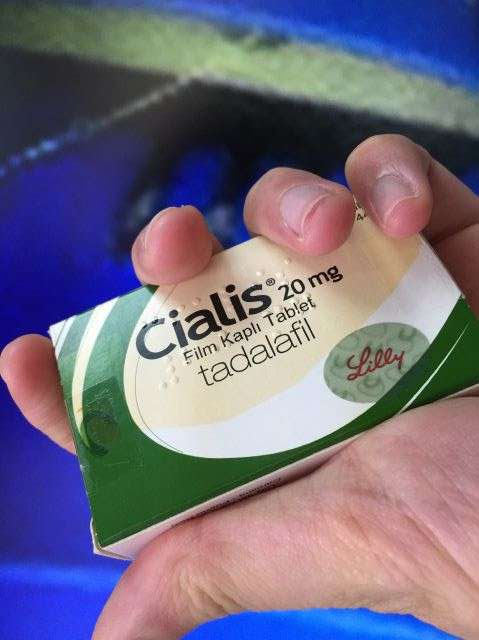 Cialis® 20 mg
Film Kaplı Tablet
tadalafil
Lilly